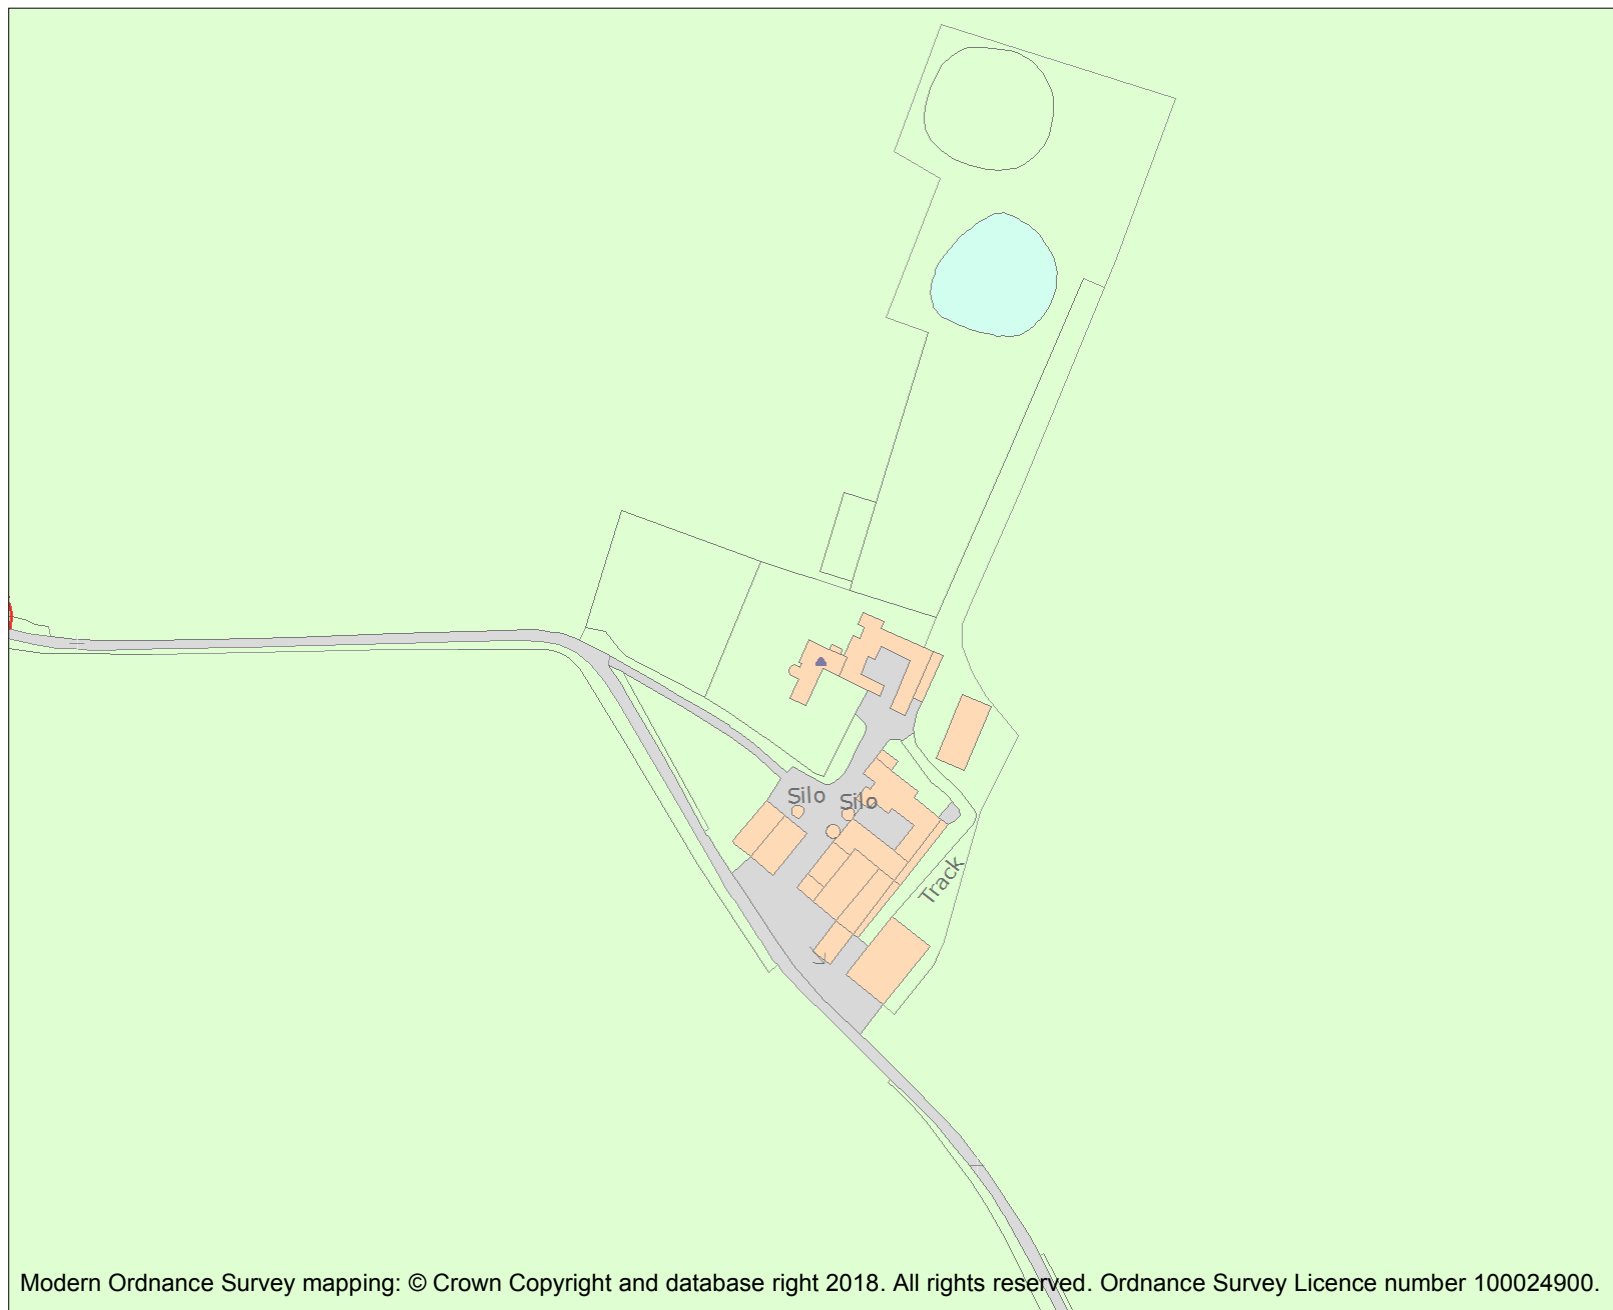 Silo
Silo
Track
Modern Ordnance Survey mapping: © Crown Copyright and database right 2018. All rights reserved. Ordnance Survey Licence number 100024900.